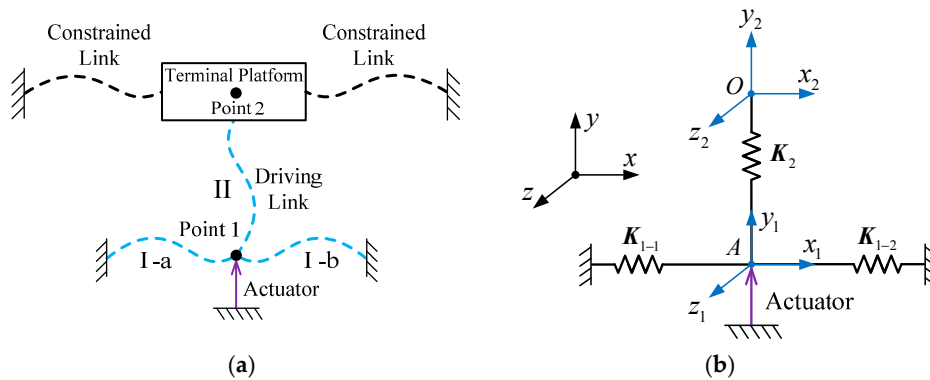 Constrained
Link
Constrained
Link
Terminal Platform
Point 2
II
Driving
Link
Point 1
I-a
I-b
Actuator
(a)
y2
x2
O
z2
K2
y
x
z
y1
K1−1
A
x1
K1−2
z1
Actuator
(b)